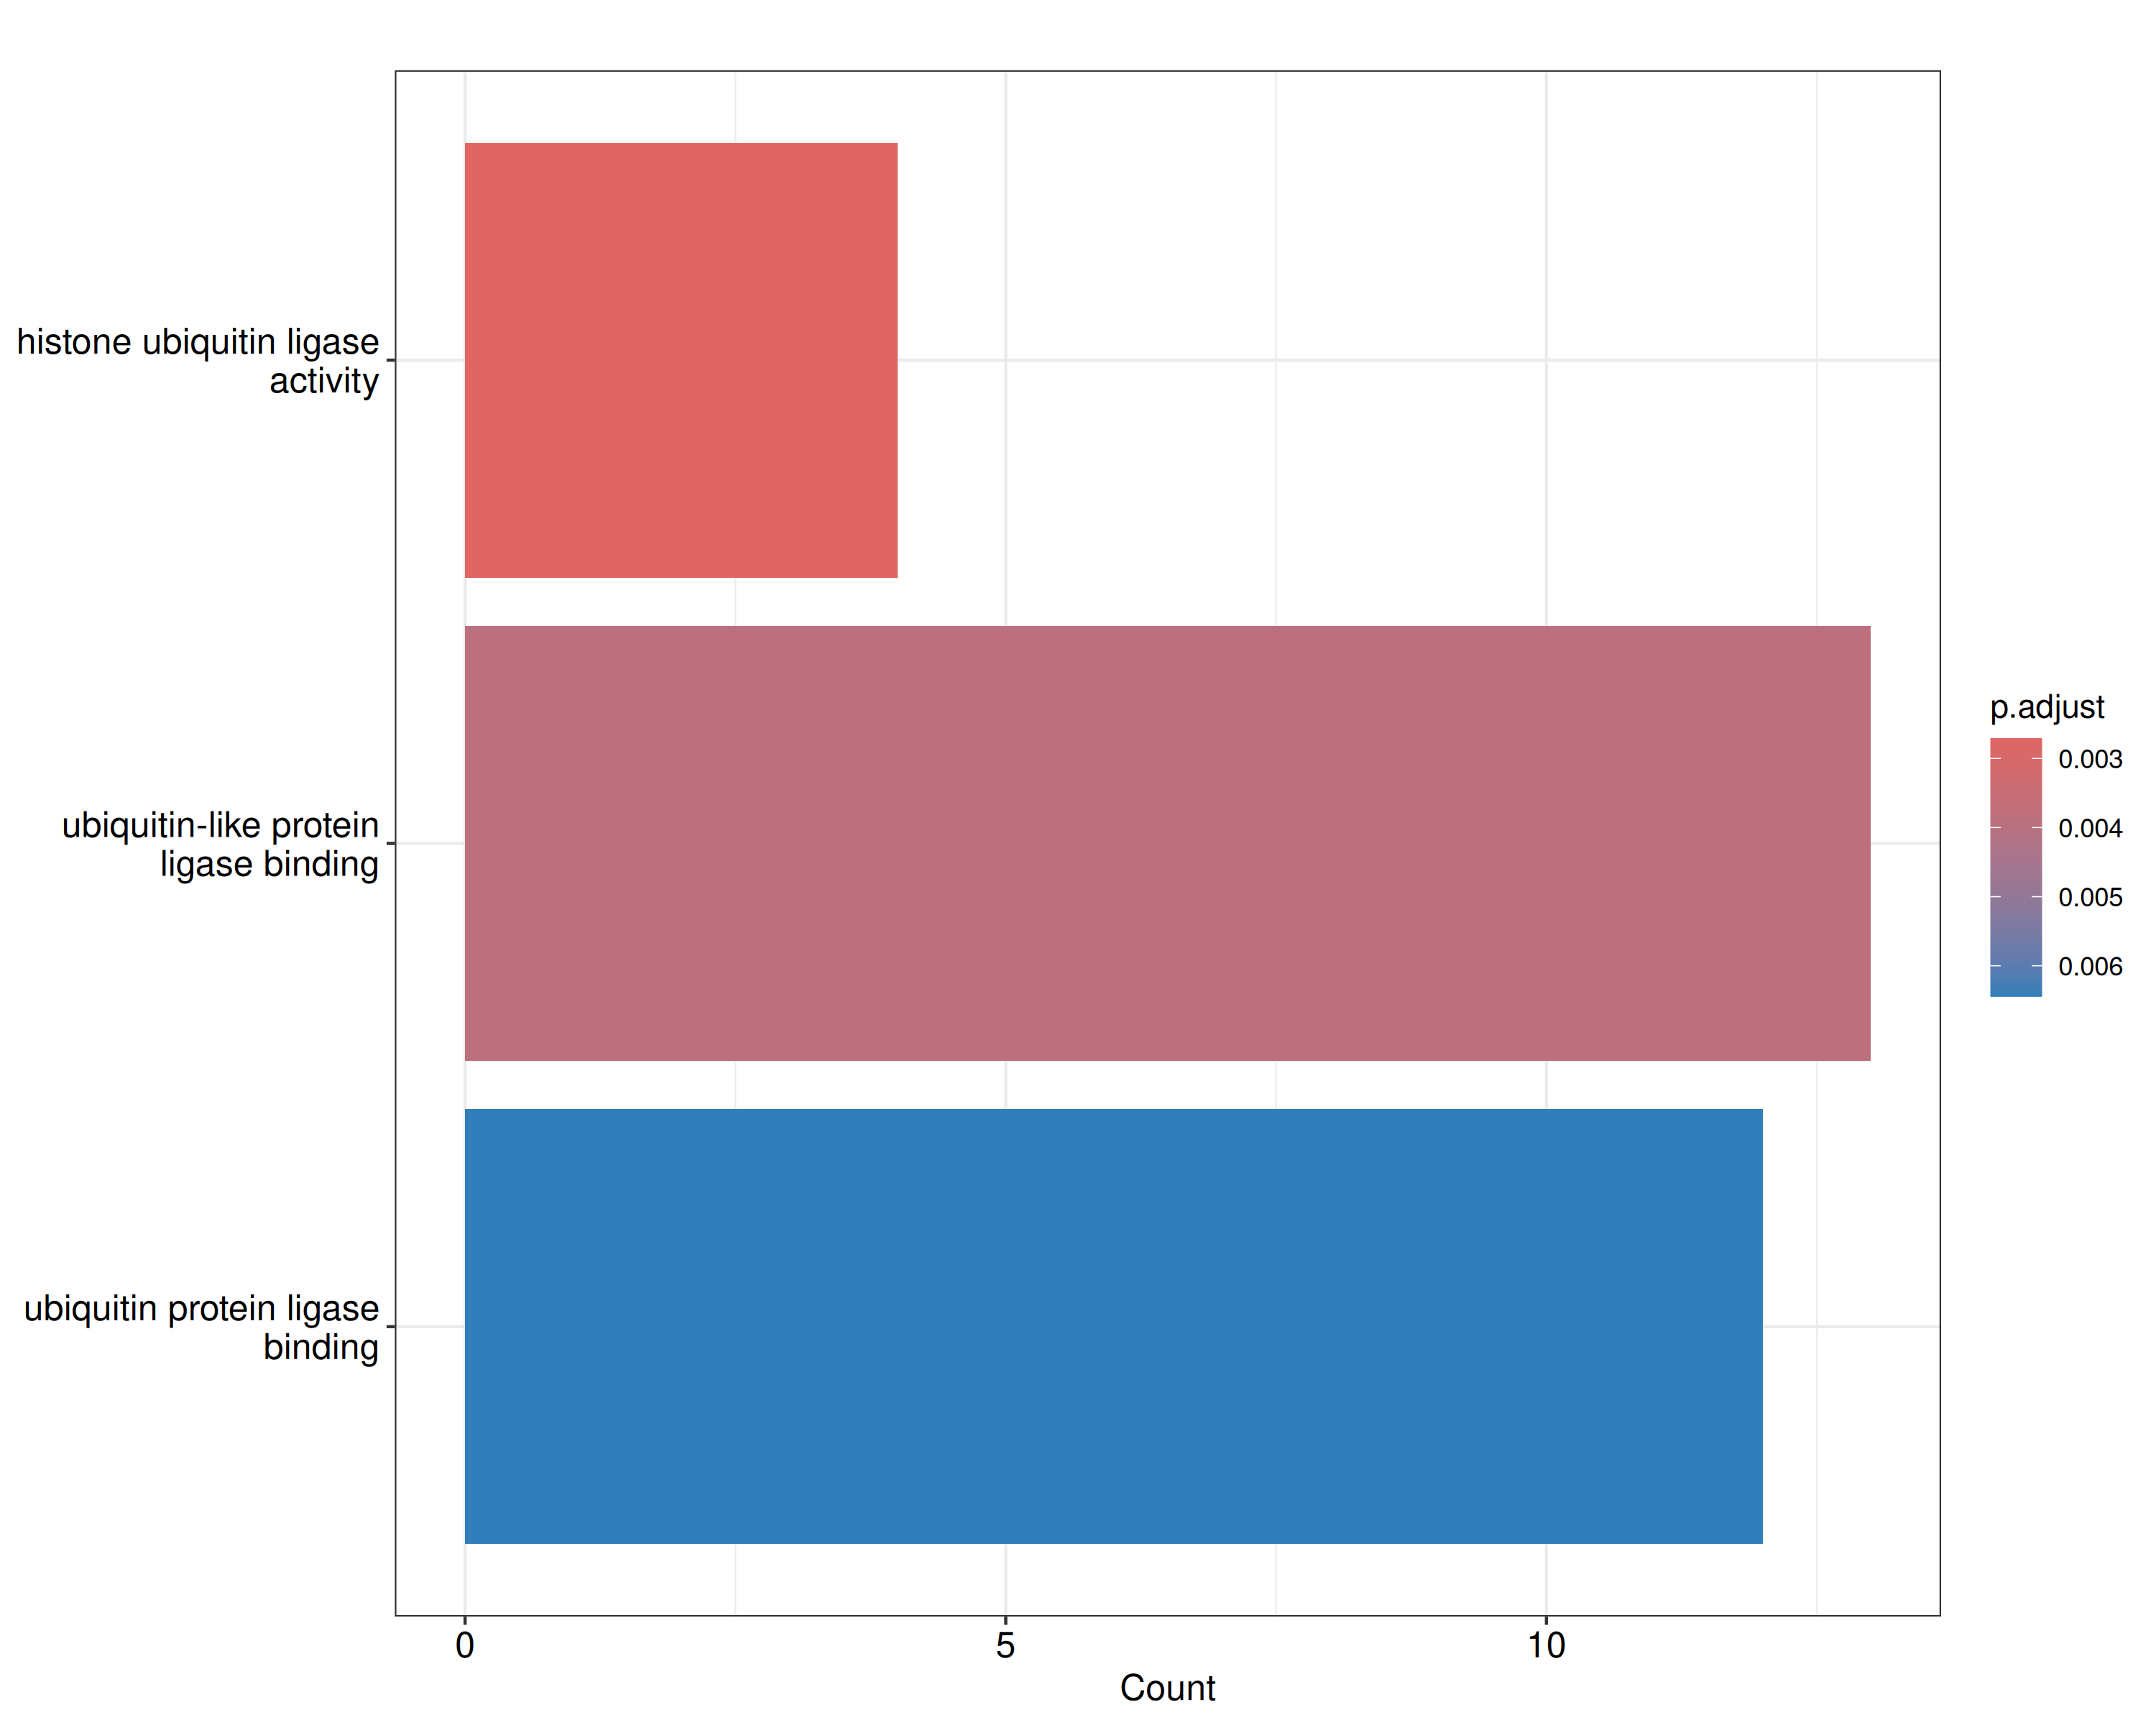 histone ubiquitin ligase
activity
ubiquitin-like protein
ligase binding
ubiquitin protein ligase
binding
0
5
10
Count
p.adjust
0.003
0.004
0.005
0.006